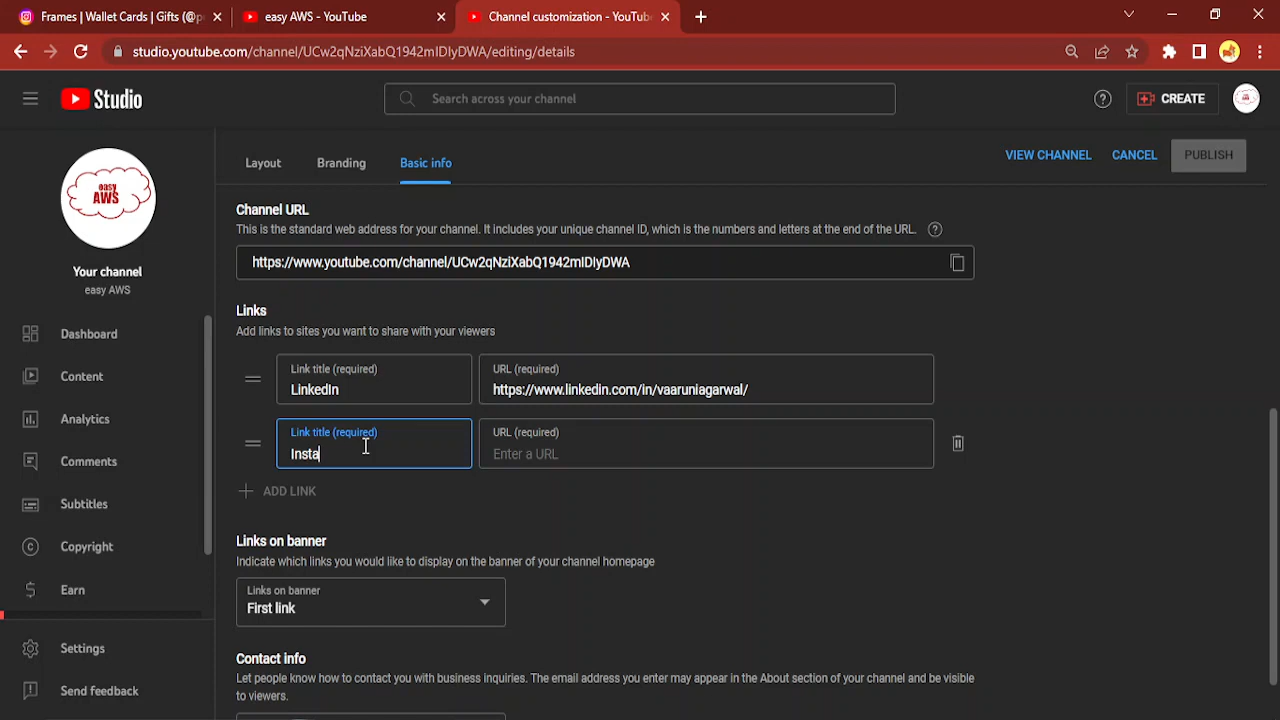 Frames | Wallet Cards | Gifts (@p
easy AWS - YouTube
Channel customization - YouTube
studio.youtube.com/channel/UCw2qNziXabQ1942mIDlyDWA/editing/details
Studio
Search across your channel
CREATE
Layout
Branding
Basic info
VIEW CHANNEL
CANCEL
PUBLISH
easy
AWS
Your channel
easy AWS
Dashboard
Content
Analytics
Comments
Subtitles
Copyright
Earn
Settings
Send feedback
Channel URL
This is the standard web address for your channel. It includes your unique channel ID, which is the numbers and letters at the end of the URL.
https://www.youtube.com/channel/UCw2qNziXabQ1942mIDlyDWA
Links
Add links to sites you want to share with your viewers
Link title (required)
LinkedIn
URL (required)
https://www.linkedin.com/in/vaaruniagarwal/
Link title (required)
Insta
URL (required)
Enter a URL
ADD LINK
Links on banner
Indicate which links you would like to display on the banner of your channel homepage
Links on banner
First link
Contact info
Let people know how to contact you with business inquiries. The email address you enter may appear in the About section of your channel and be visible
to viewers.